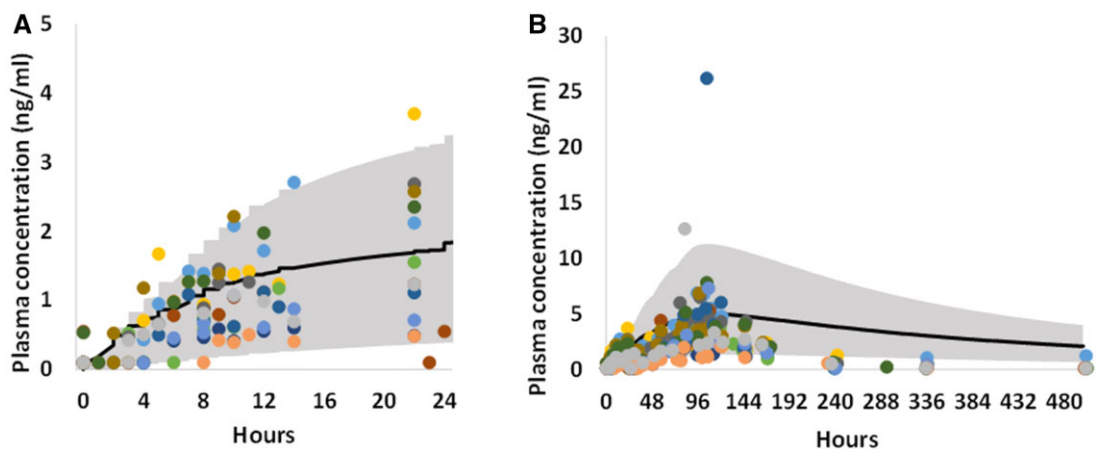 A
Plasma concentration (ng/ml)
5
4
3
2
1
0
0 4 8 12 16 20 24
Hours
B
Plasma concentration (ng/ml)
30
25
20
15
10
5
0
0 48 96 144 192 240 288 336 384 432 480
Hours